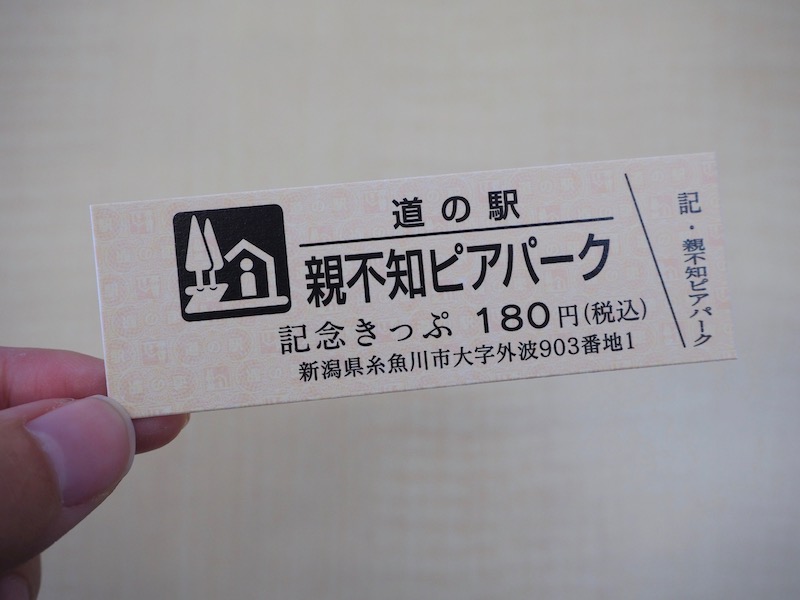 道の駅
親不知ピアパーク
記念きっぷ 180円(税込)
新潟県糸魚川市大字外波903番地1
記・親不知ピアパーク